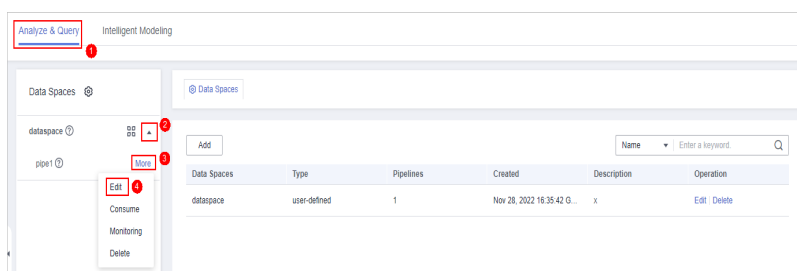 Analyze & Query Intelligent Modeling
1
Data Spaces
Data Spaces
dataspace
2
Add
Name
Enter a keyword.
pipe1
More
3
Data Spaces Type Pipelines Created Description Operation
Edit
4
dataspace user-defined 1 Nov 28, 2022 16:35:42 G... x Edit Delete
Consume
Monitoring
Delete